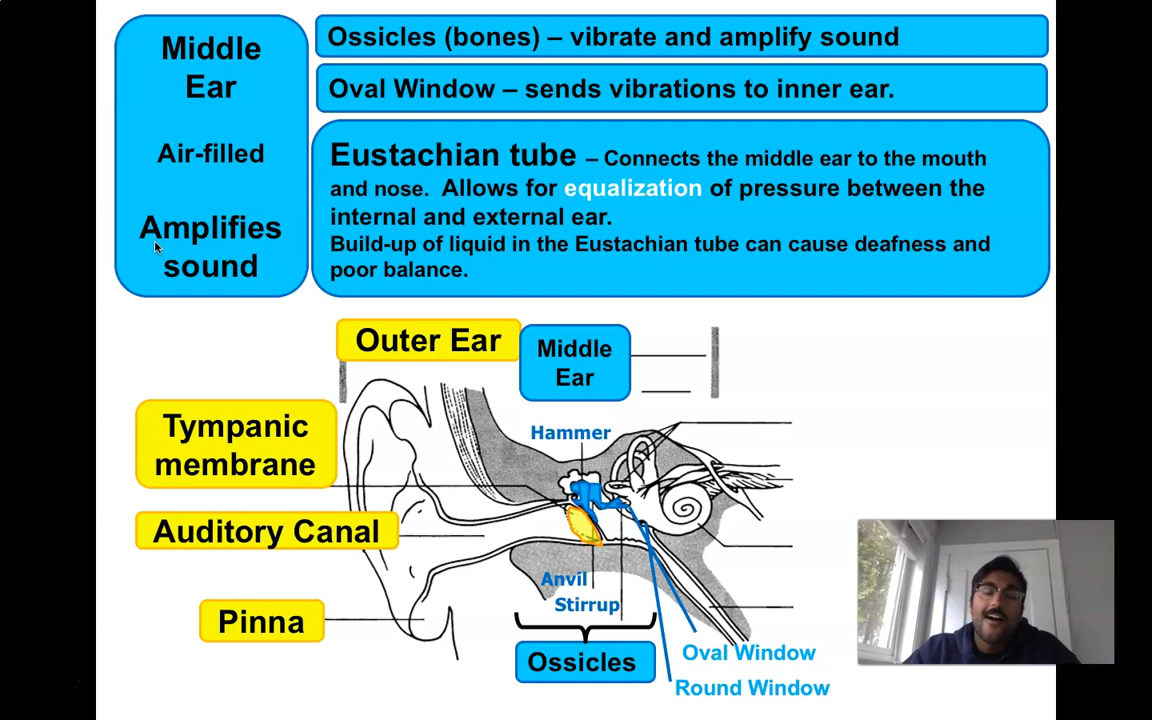 Middle
Ear
Air-filled
Amplifies
sound
Ossicles (bones) – vibrate and amplify sound
Oval Window – sends vibrations to inner ear.
Eustachian tube – Connects the middle ear to the mouth
and nose. Allows for equalization of pressure between the
internal and external ear.
Build-up of liquid in the Eustachian tube can cause deafness and
poor balance.
Outer Ear
Middle
Ear
Tympanic
membrane
Hammer
Auditory Canal
Anvil
Stirrup
Pinna
Ossicles
Oval Window
Round Window